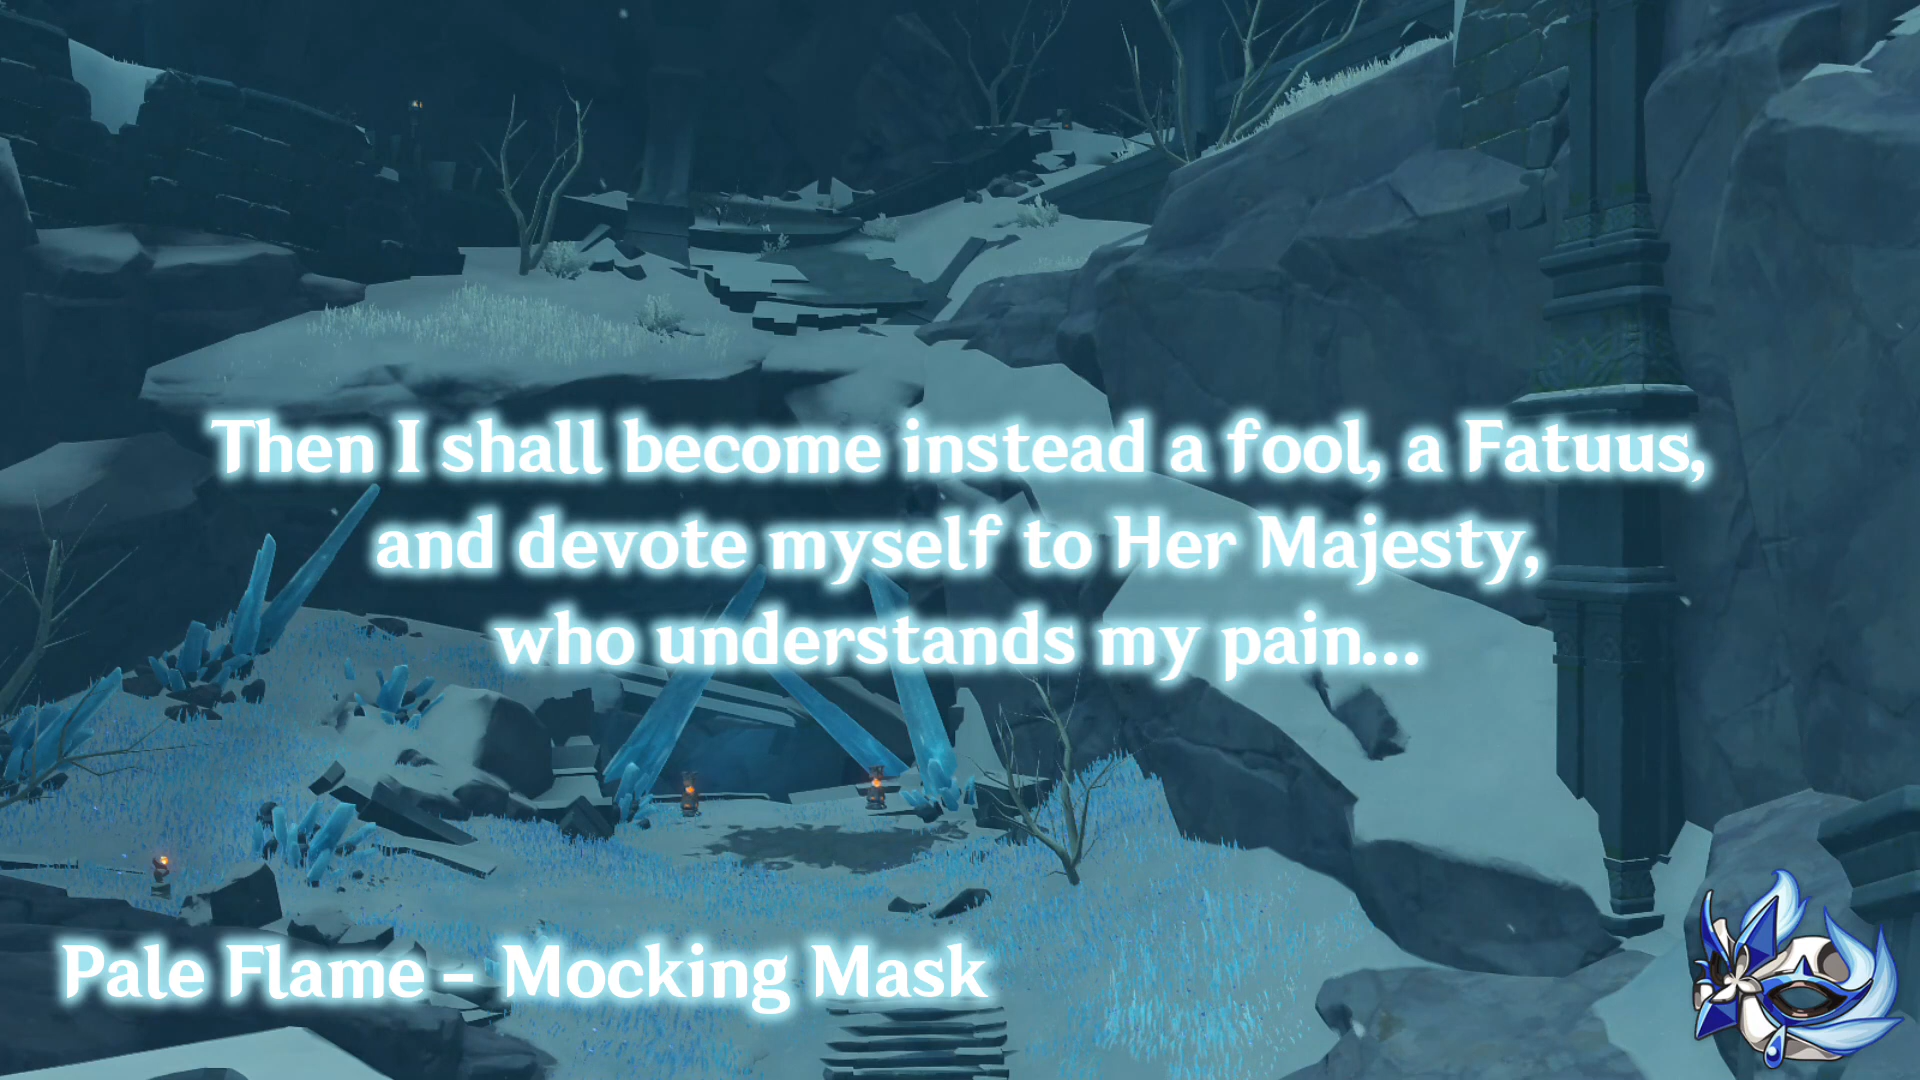 Then I shall become instead a fool, a Fatuus,
and devote myself to Her Majesty,
who understands my pain...
Pale Flame - Mocking Mask